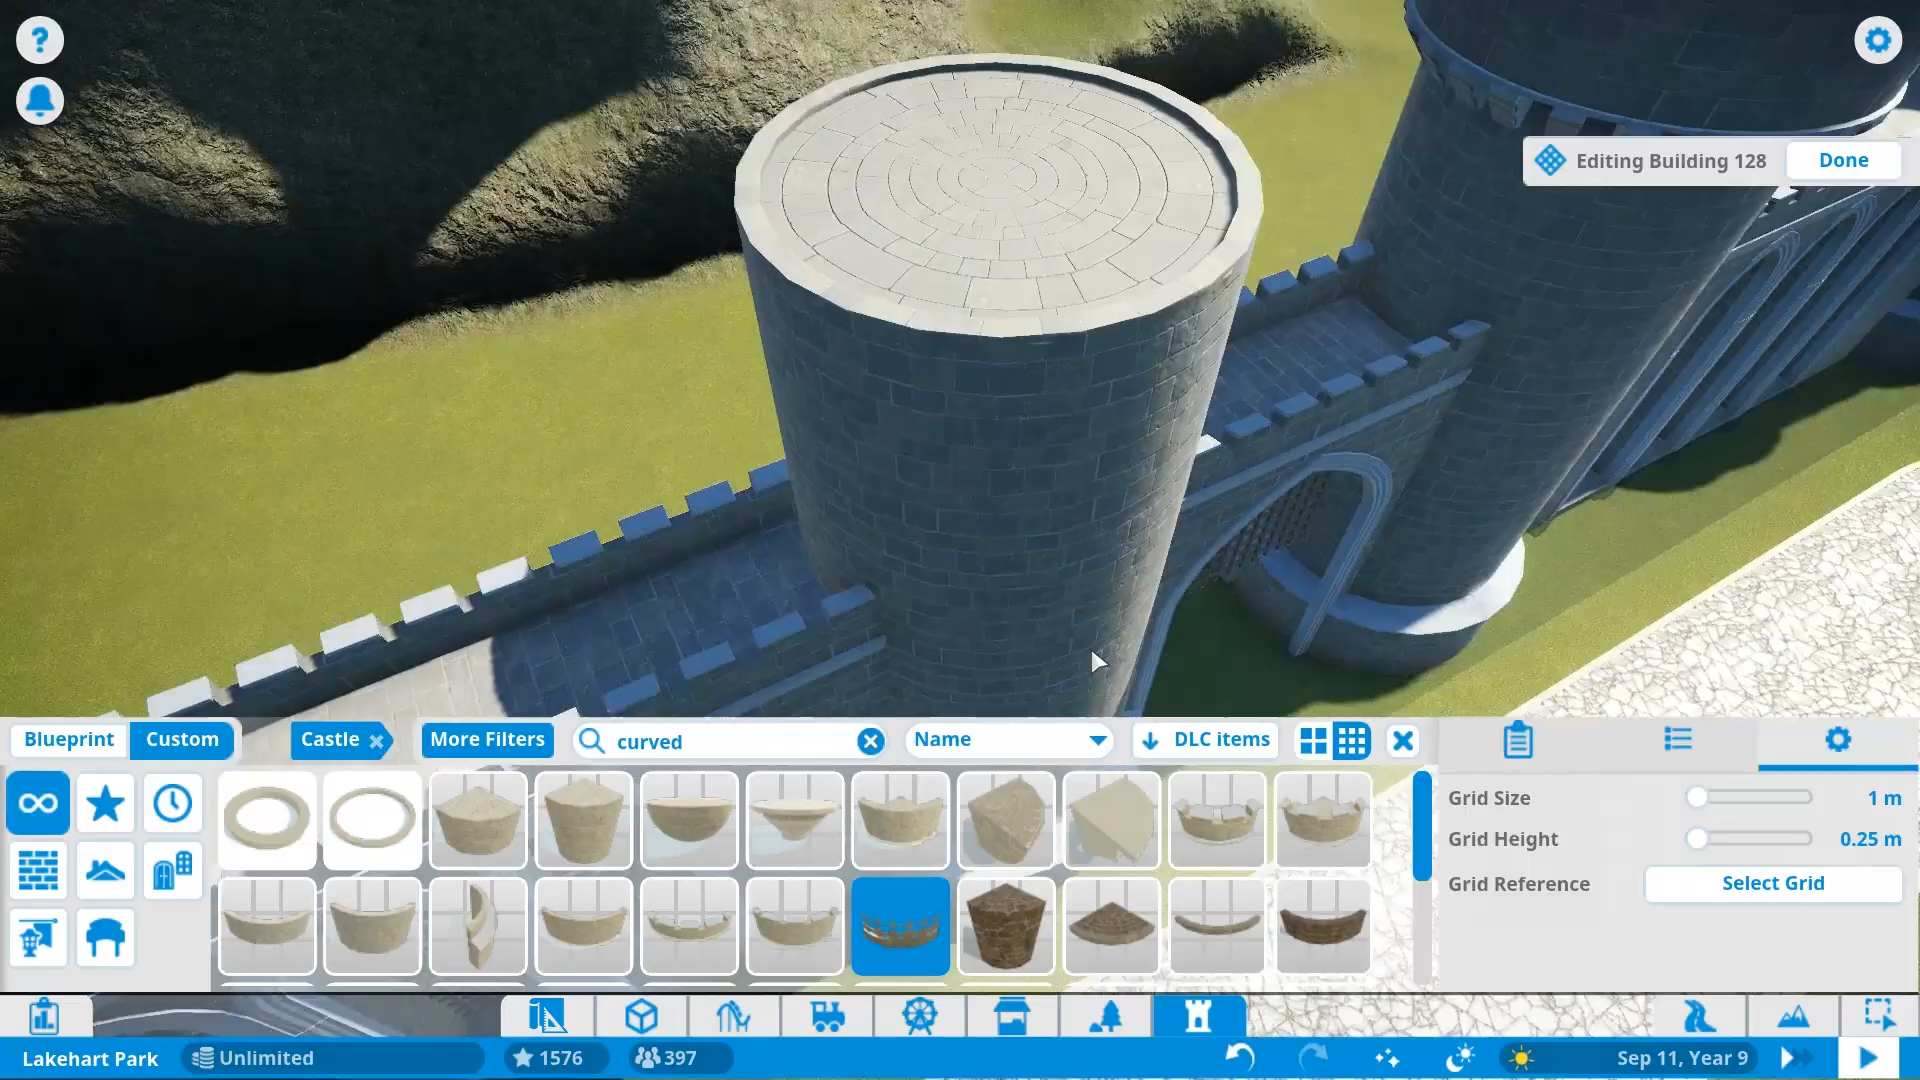 ?
Editing Building 128
Done
Blueprint
Custom
Castle
More Filters
curved
Name
DLC items
Grid Size
1 m
Grid Height
0.25 m
Grid Reference
Select Grid
Lakehart Park
Unlimited
1576
397
Sep 11, Year 9